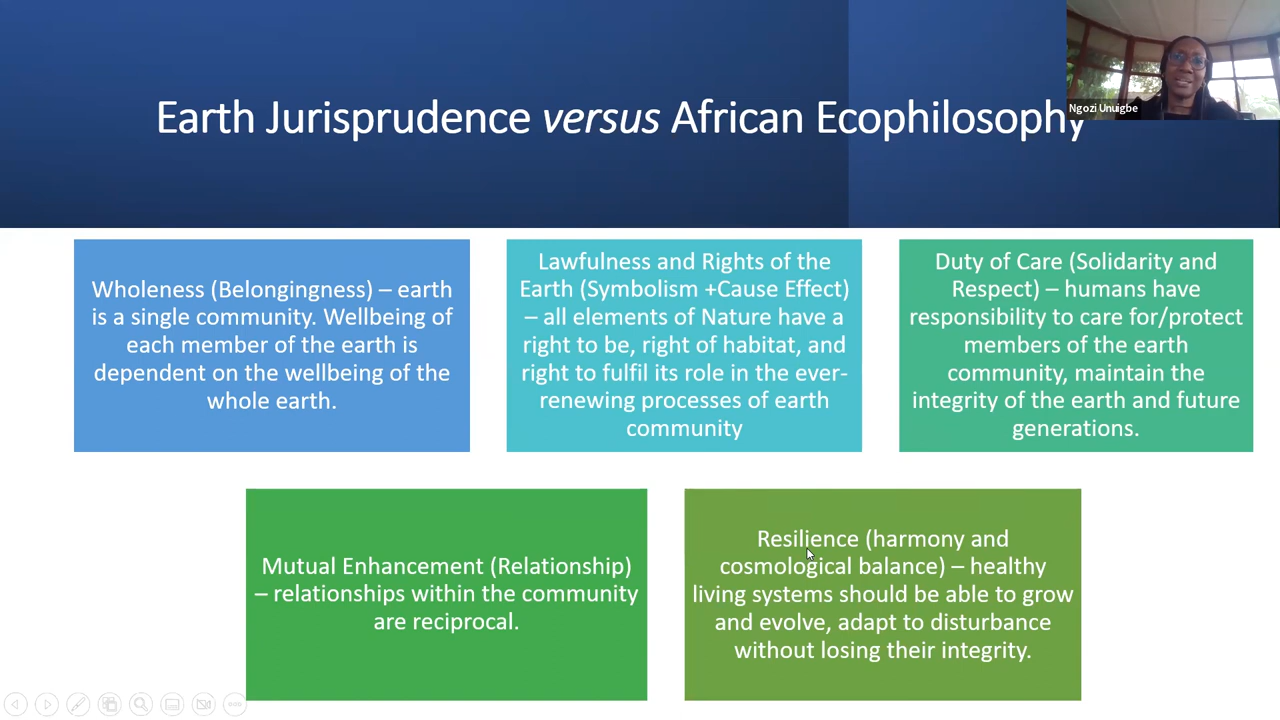 Earth Jurisprudence versus African Ecophilosophy
Ngozi Unuigbe
Wholeness (Belongingness) – earth
is a single community. Wellbeing of
each member of the earth is
dependent on the wellbeing of the
whole earth.
Lawfulness and Rights of the
Earth (Symbolism +Cause Effect)
– all elements of Nature have a
right to be, right of habitat, and
right to fulfil its role in the ever-
renewing processes of earth
community
Duty of Care (Solidarity and
Respect) – humans have
responsibility to care for/protect
members of the earth
community, maintain the
integrity of the earth and future
generations.
Mutual Enhancement (Relationship)
– relationships within the community
are reciprocal.
Resilience (harmony and
cosmological balance) – healthy
living systems should be able to grow
and evolve, adapt to disturbance
without losing their integrity.